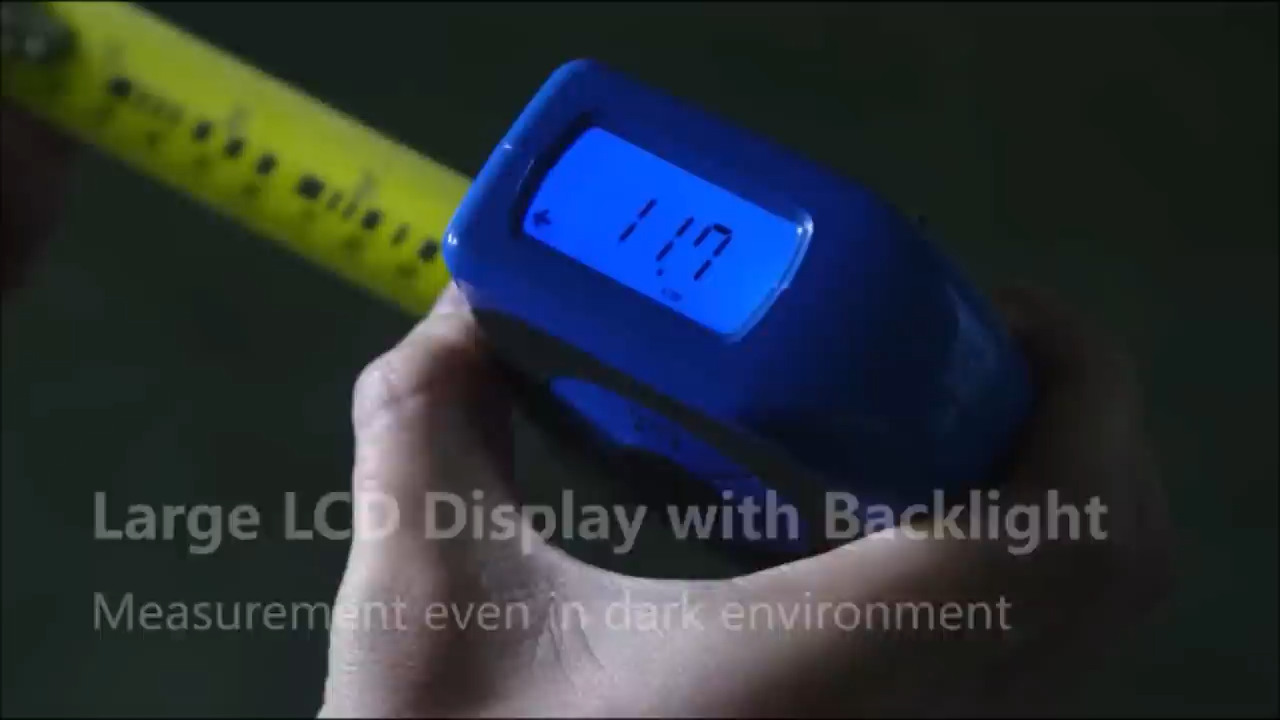 11.7
Large LCD Display with Backlight
Measurement even in dark environment